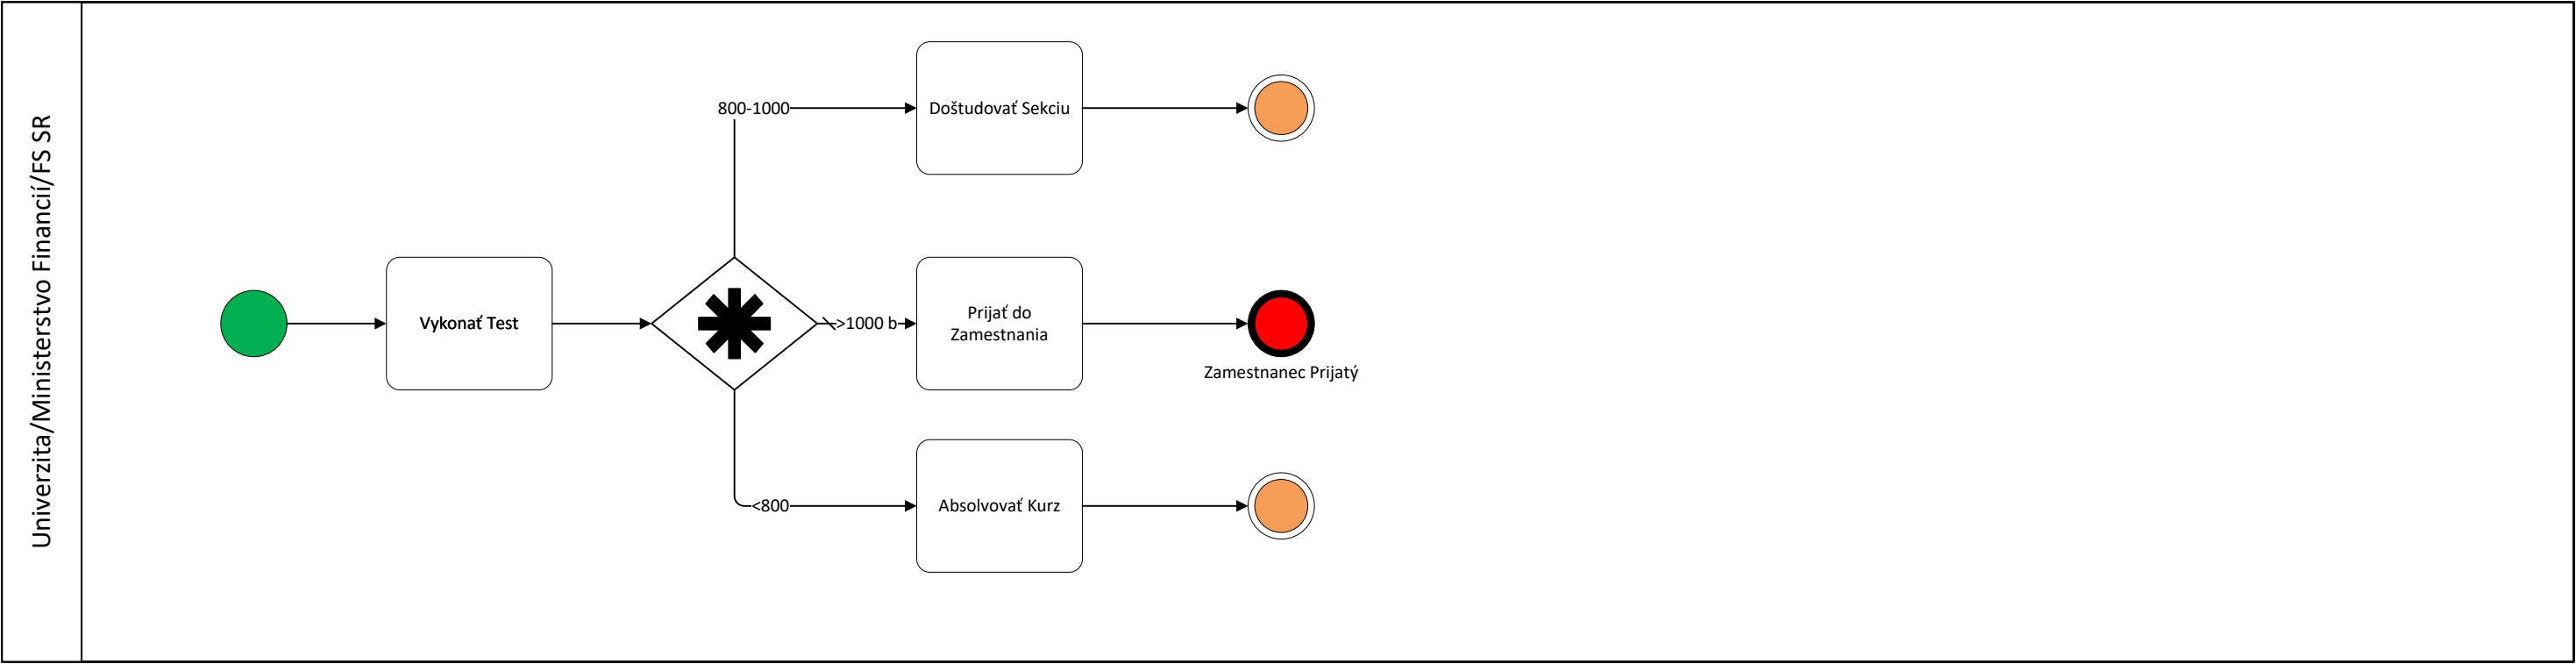 Univerzita/Ministerstvo Financií/FS SR
800-1000
Doštudovať Sekciu
Vykonať Test
>1000 b
Prijať do
Zamestnania
Zamestnanec Prijatý
<800
Absolvovať Kurz